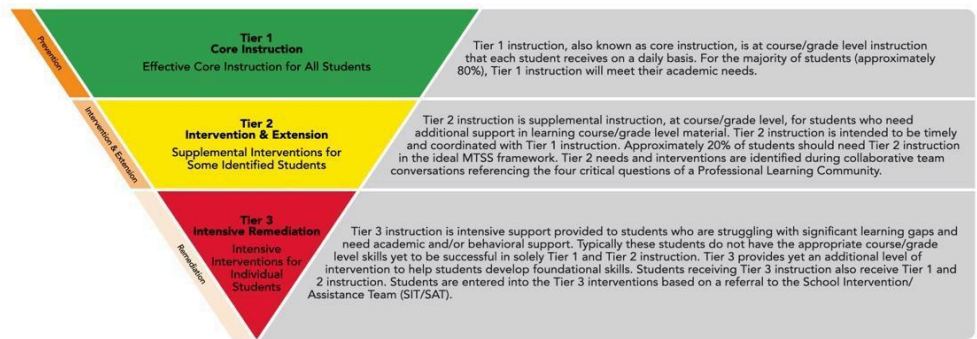 Prevention
Tier 1
Core Instruction
Effective Core Instruction for All Students
Tier 1 instruction, also known as core instruction, is at course/grade level instruction
that each student receives on a daily basis. For the majority of students (approximately
80%), Tier 1 instruction will meet their academic needs.
Intervention & Extension
Tier 2
Intervention & Extension
Supplemental Interventions for
Some Identified Students
Tier 2 instruction is supplemental instruction, at course/grade level, for students who need
additional support in learning course/grade level material. Tier 2 instruction is intended to be timely
and coordinated with Tier 1 instruction. Approximately 20% of students should need Tier 2 instruction
in the ideal MTSS framework. Tier 2 needs and interventions are identified during collaborative team
conversations referencing the four critical questions of a Professional Learning Community.
Remediation
Tier 3
Intensive Remediation
Intensive
Interventions for
Individual
Students
Tier 3 instruction is intensive support provided to students who are struggling with significant learning gaps and
need academic and/or behavioral support. Typically these students do not have the appropriate course/grade
level skills yet to be successful in solely Tier 1 and Tier 2 instruction. Tier 3 provides yet an additional level of
intervention to help students develop foundational skills. Students receiving Tier 3 instruction also receive Tier 1 and
2 instruction. Students are entered into the Tier 3 interventions based on a referral to the School Intervention/
Assistance Team (SIT/SAT).